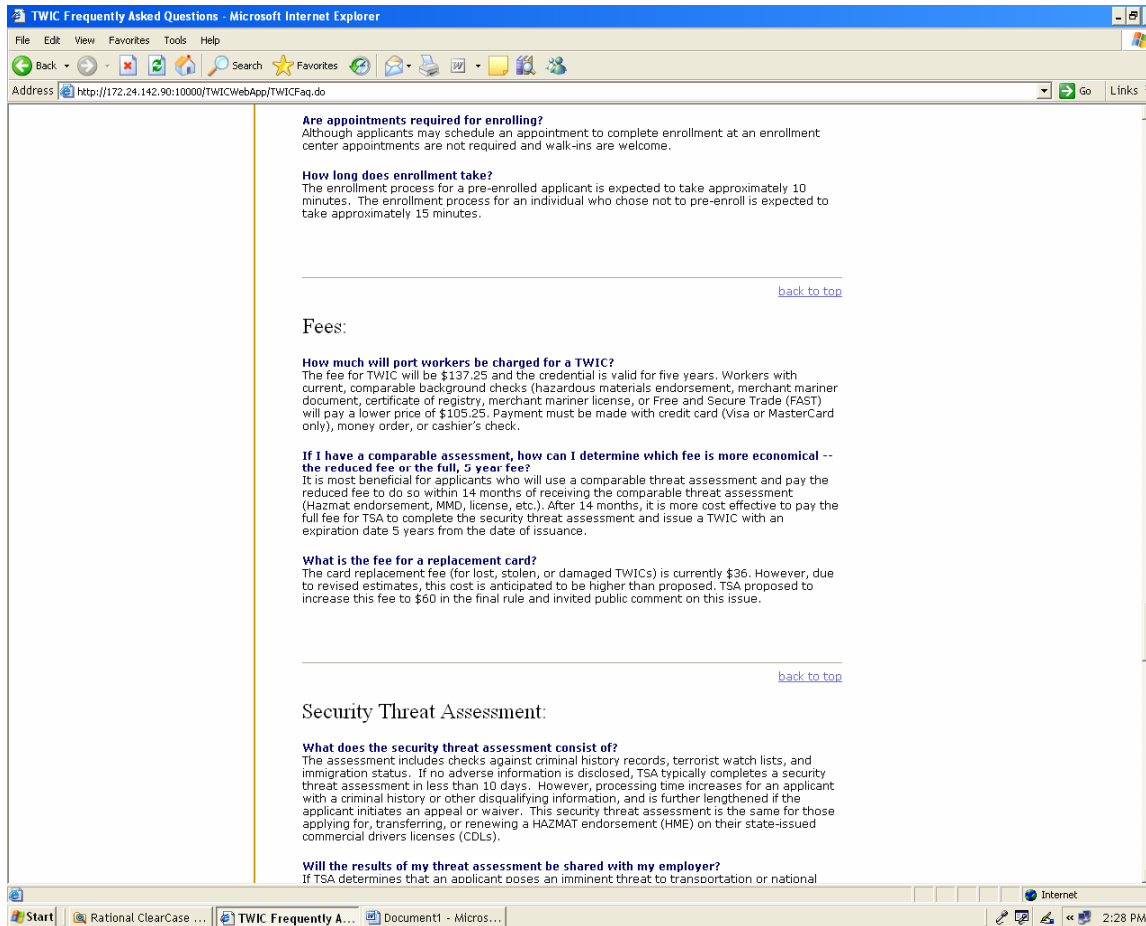 TWIC Frequently Asked Questions - Microsoft Internet Explorer
File Edit View Favorites Tools Help
Back Search Favorites
Address http://172.24.142.90:10000/TWICWebApp/TWICFaq.do Go Links
Are appointments required for enrolling?
Although applicants may schedule an appointment to complete enrollment at an enrollment
center appointments are not required and walk-ins are welcome.
How long does enrollment take?
The enrollment process for a pre-enrolled applicant is expected to take approximately 10
minutes. The enrollment process for an individual who chose not to pre-enroll is expected to
take approximately 15 minutes.
back to top
Fees:
How much will port workers be charged for a TWIC?
The fee for TWIC will be $137.25 and the credential is valid for five years. Workers with
current, comparable background checks (hazardous materials endorsement, merchant mariner
document, certificate of registry, merchant mariner license, or Free and Secure Trade (FAST)
will pay a lower price of $105.25. Payment must be made with credit card (Visa or MasterCard
only), money order, or cashier's check.
If I have a comparable assessment, how can I determine which fee is more economical --
the reduced fee or the full, 5 year fee?
It is most beneficial for applicants who will use a comparable threat assessment and pay the
reduced fee to do so within 14 months of receiving the comparable threat assessment
(Hazmat endorsement, MMD, license, etc.). After 14 months, it is more cost effective to pay the
full fee for TSA to complete the security threat assessment and issue a TWIC with an
expiration date 5 years from the date of issuance.
What is the fee for a replacement card?
The card replacement fee (for lost, stolen, or damaged TWICs) is currently $36. However, due
to revised estimates, this cost is anticipated to be higher than proposed. TSA proposed to
increase this fee to $60 in the final rule and invited public comment on this issue.
back to top
Security Threat Assessment:
What does the security threat assessment consist of?
The assessment includes checks against criminal history records, terrorist watch lists, and
immigration status. If no adverse information is disclosed, TSA typically completes a security
threat assessment in less than 10 days. However, processing time increases for an applicant
with a criminal history or other disqualifying information, and is further lengthened if the
applicant initiates an appeal or waiver. This security threat assessment is the same for those
applying for, transferring, or renewing a HAZMAT endorsement (HME) on their state-issued
commercial drivers licenses (CDLs).
Will the results of my threat assessment be shared with my employer?
If TSA determines that an applicant poses an imminent threat to transportation or national
Internet
Start Rational ClearCase ... TWIC Frequently A... Document1 - Micros... 2:28 PM